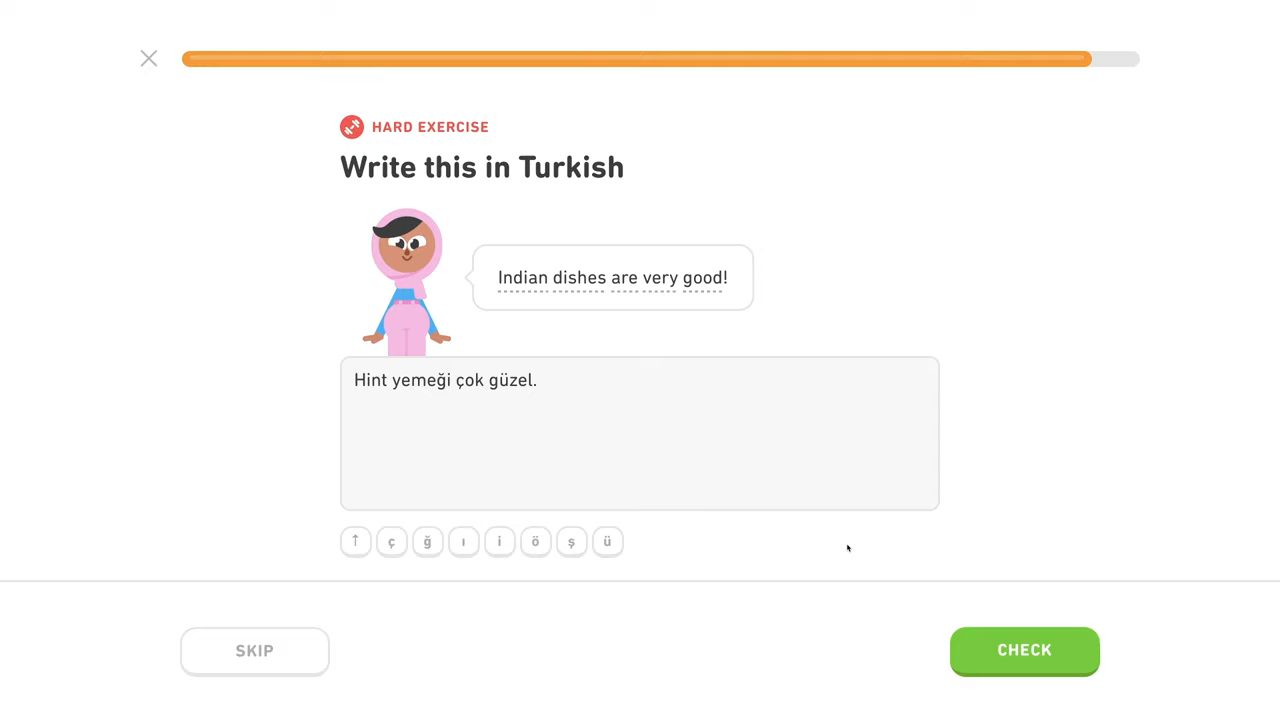 HARD EXERCISE
Write this in Turkish
Indian dishes are very good!
Hint yemeği çok güzel.
↑ ç ğ ı i ö ş ü
SKIP
CHECK